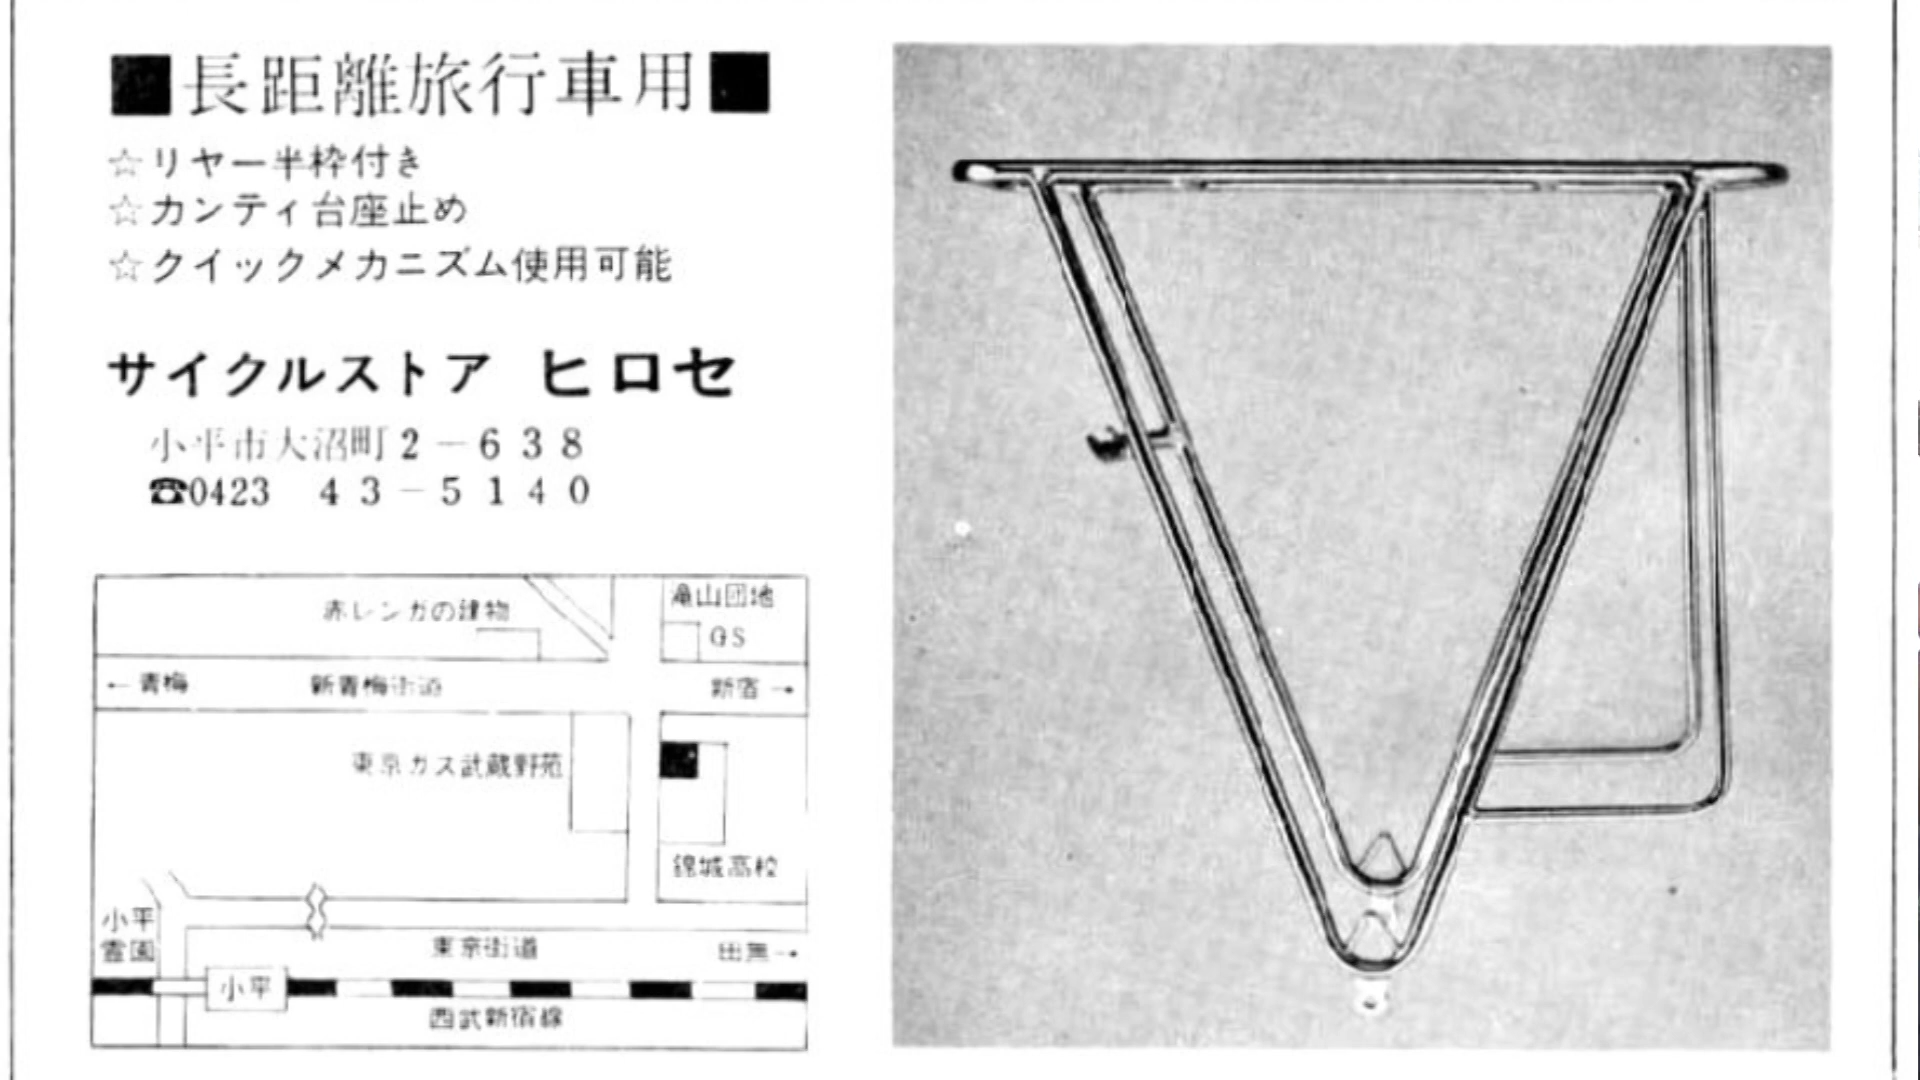 ■長距離旅行車用■
☆リヤー半枠付き
☆カンティ台座止め
☆クイックメカニズム使用可能
サイクルストア ヒロセ
小平市大沼町2－638
☎0423 43－5140
赤レンガの建物
滝山団地
GS
←青梅
新青梅街道
新宿→
東京ガス武蔵野苑
錦城高校
小平
霊園
東京街道
田無→
小平
西武新宿線